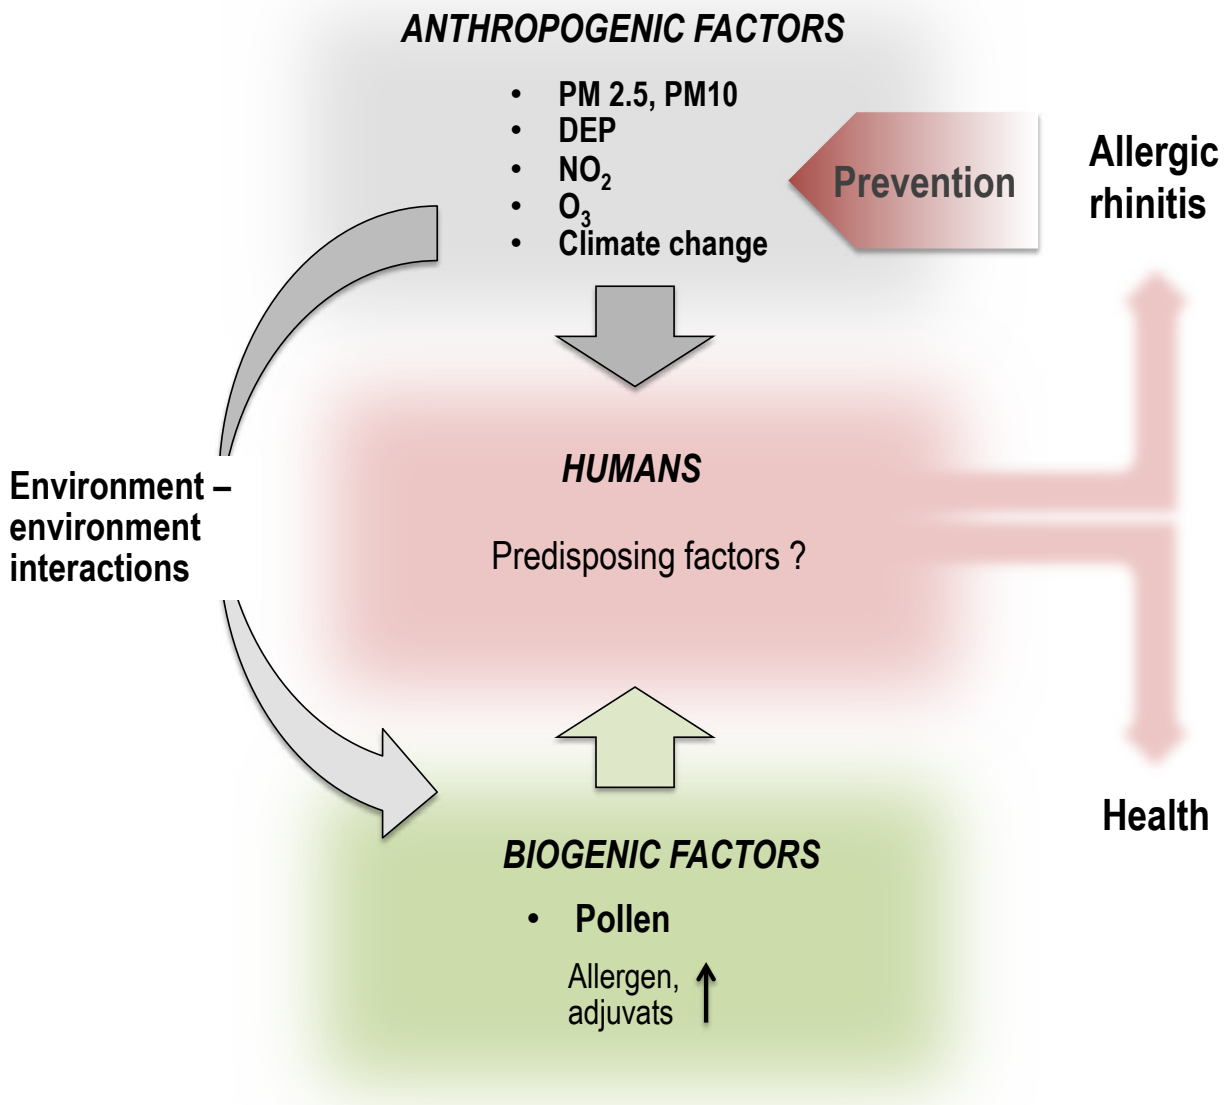 ANTHROPOGENIC FACTORS
• PM 2.5, PM10
• DEP
• NO₂
• O₃
• Climate change
Prevention
Allergic
rhinitis
HUMANS
Predisposing factors ?
Environment –
environment
interactions
Health
BIOGENIC FACTORS
• Pollen
Allergen,
adjuvats